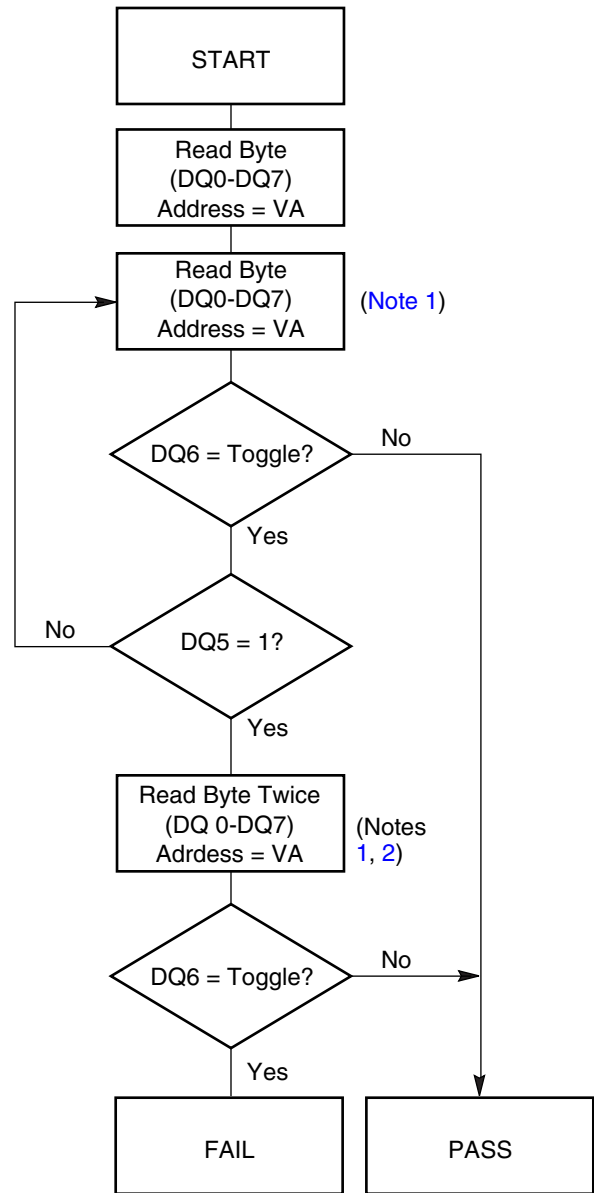 START
Read Byte
(DQ0-DQ7)
Address = VA
Read Byte
(DQ0-DQ7)
Address = VA
(Note 1)
DQ6 = Toggle?
No
Yes
No
DQ5 = 1?
Yes
Read Byte Twice
(DQ 0-DQ7)
Adrdess = VA
(Notes
1, 2)
DQ6 = Toggle?
No
Yes
FAIL
PASS